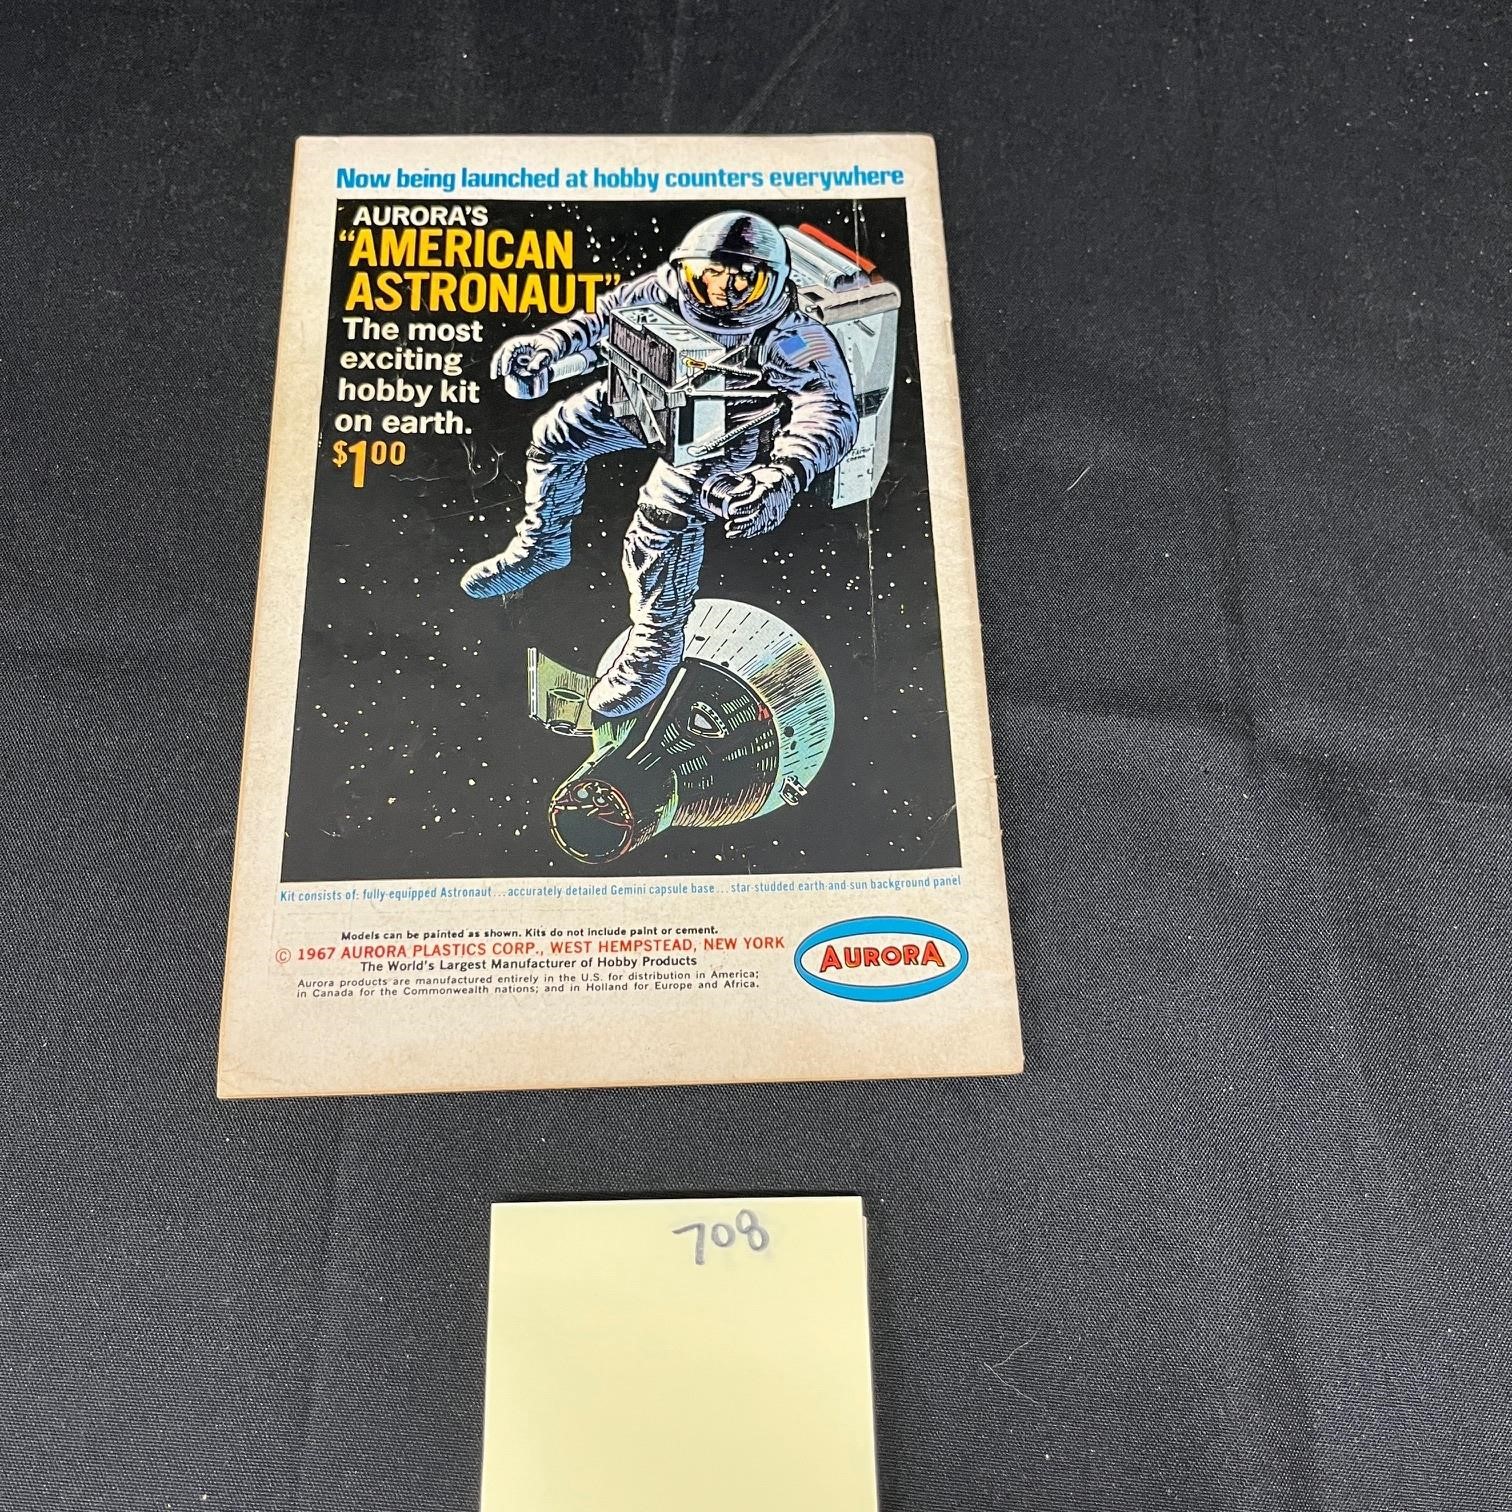 Now being launched at hobby counters everywhere
AURORA'S
"AMERICAN
ASTRONAUT"
The most
exciting
hobby kit
on earth.
$1.00
Kit consists of: fully-equipped Astronaut...accurately detailed Gemini capsule base...star-studded earth-and-sun background panel
Models can be painted as shown. Kits do not include paint or cement.
© 1967 AURORA PLASTICS CORP., WEST HEMPSTEAD, NEW YORK
The World's Largest Manufacturer of Hobby Products
Aurora products are manufactured entirely in the U.S. for distribution in America;
in Canada for the Commonwealth nations; and in Holland for Europe and Africa.
AURORA
708